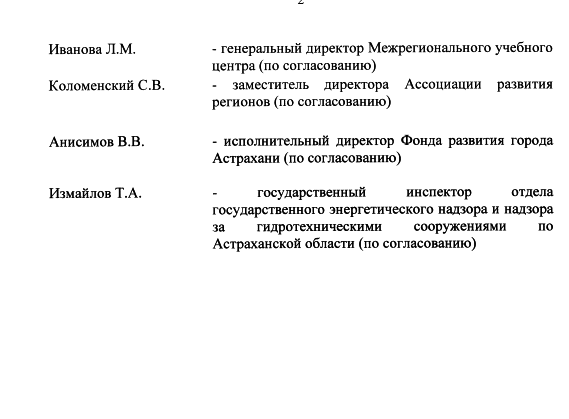 2
Иванова Л.М. - генеральный директор Межрегионального учебного
центра (по согласованию)
Коломенский С.В. - заместитель директора Ассоциации развития
регионов (по согласованию)
Анисимов В.В. - исполнительный директор Фонда развития города
Астрахани (по согласованию)
Измайлов Т.А. - государственный инспектор отдела
государственного энергетического надзора и надзора
за гидротехническими сооружениями по
Астраханской области (по согласованию)